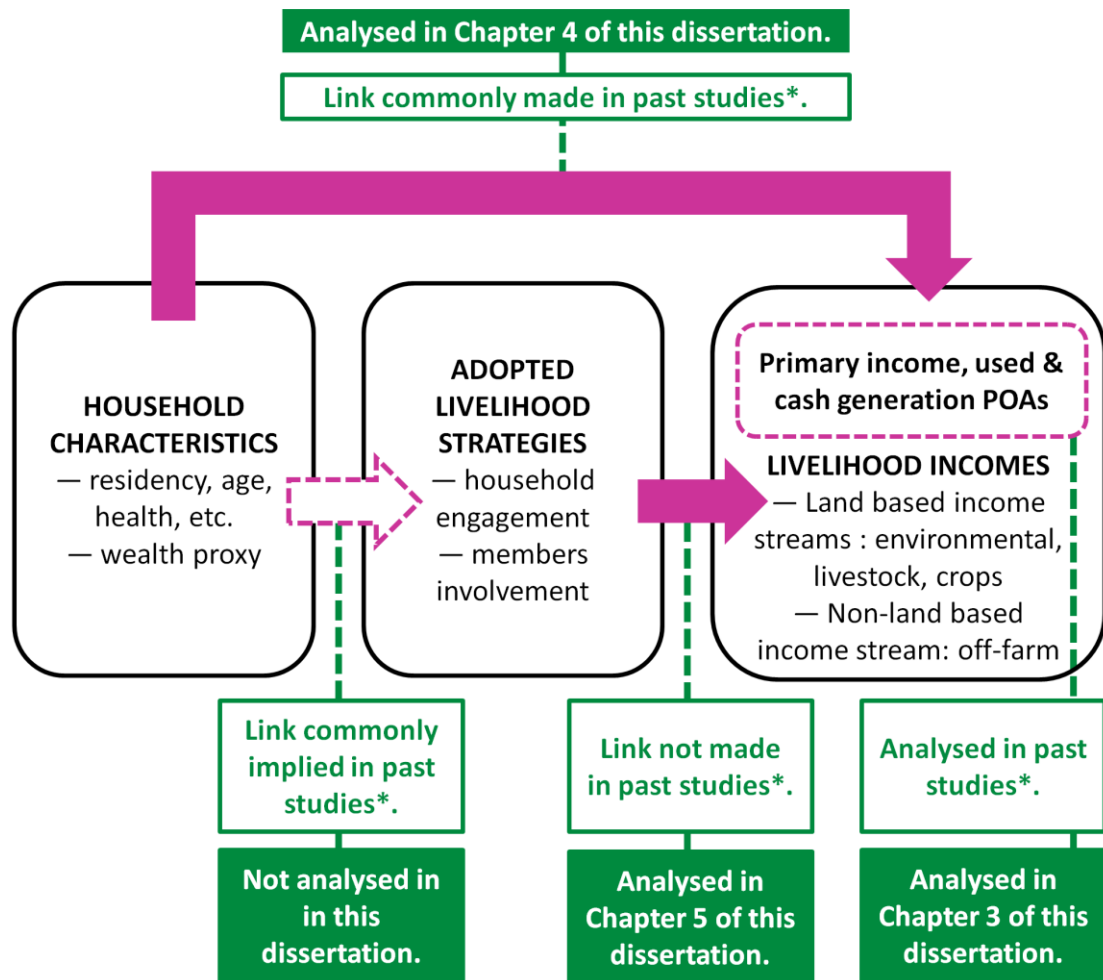 Analysed in Chapter 4 of this dissertation.
Link commonly made in past studies*.
HOUSEHOLD
CHARACTERISTICS
— residency, age,
health, etc.
— wealth proxy
ADOPTED
LIVELIHOOD
STRATEGIES
— household
engagement
— members
involvement
Primary income, used &
cash generation POAs
LIVELIHOOD INCOMES
— Land based income
streams : environmental,
livestock, crops
— Non-land based
income stream: off-farm
Link commonly
implied in past
studies*.
Not analysed in
in this
dissertation.
Link not made
in past studies*.
Analysed in
Chapter 5 of this
dissertation.
Analysed in past
studies*.
Analysed in
Chapter 3 of this
dissertation.